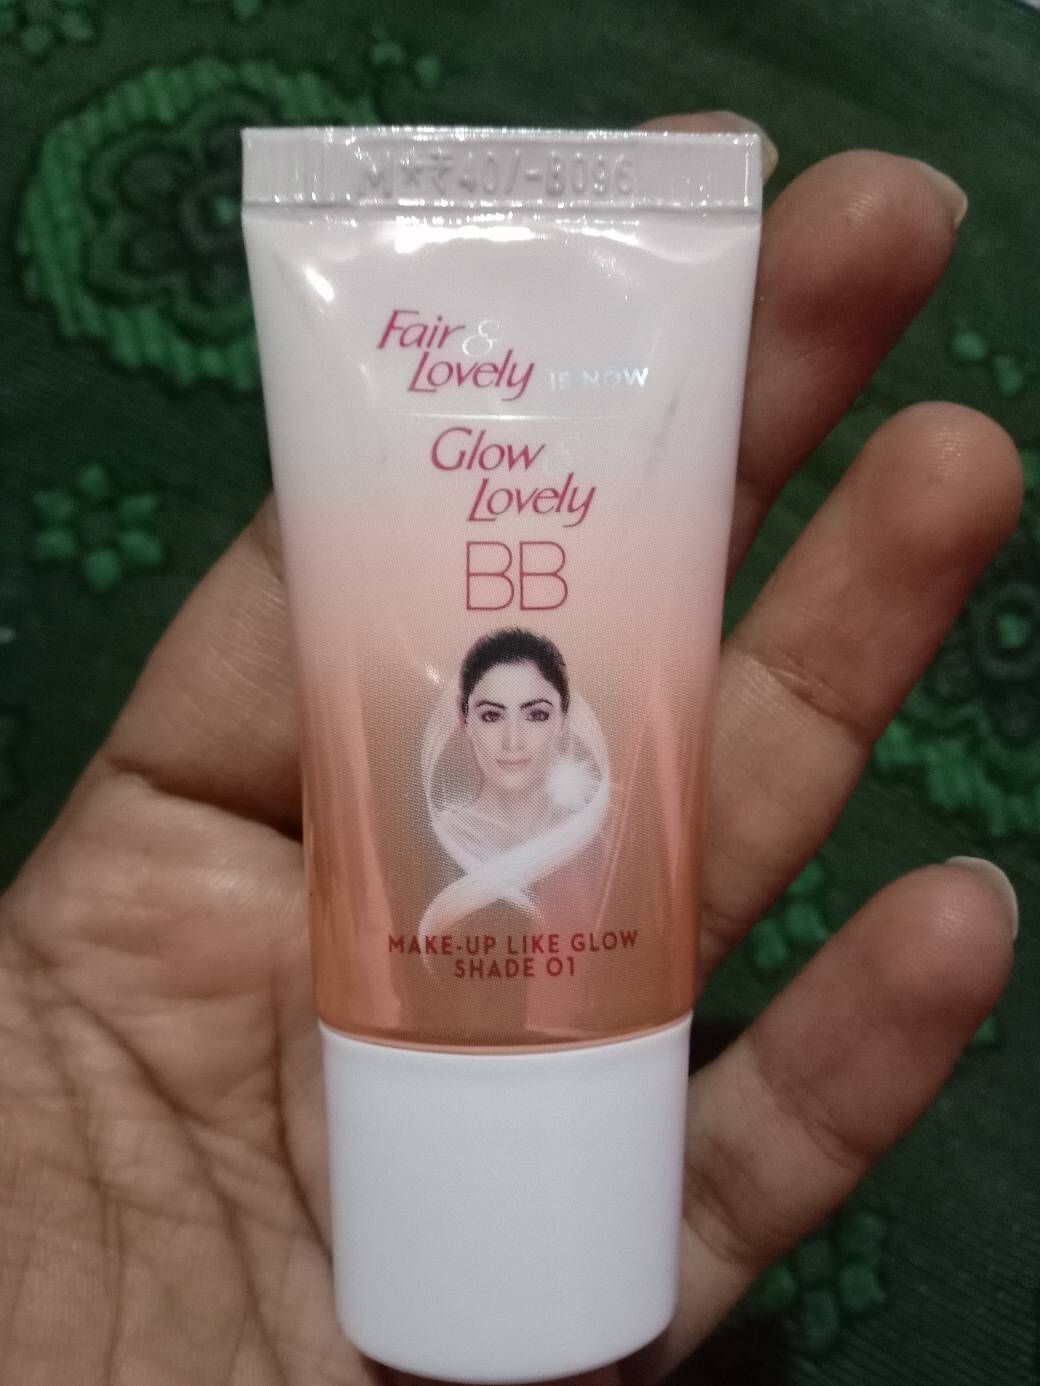 M*₹40/-B096
Fair &
Lovely IS NOW
Glow &
Lovely
BB
MAKE-UP LIKE GLOW
SHADE 01